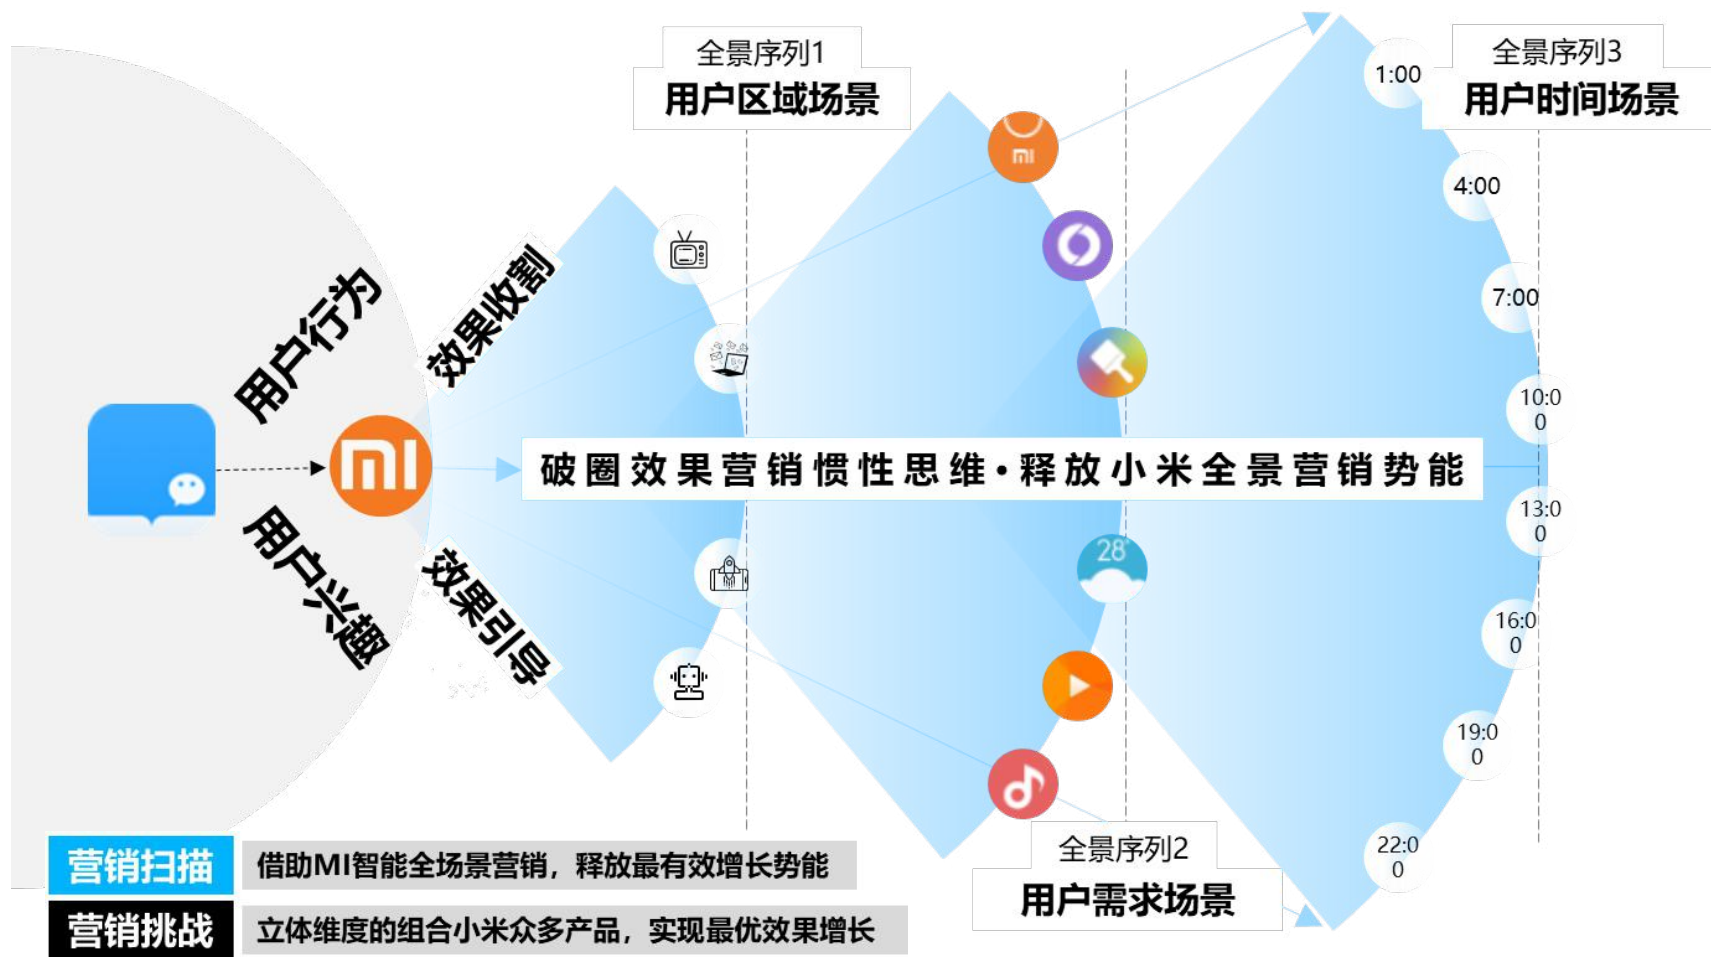 全景序列1
用户区域场景
全景序列3
用户时间场景
1:00
4:00
7:00
10:0
0
13:0
0
16:0
0
19:0
0
22:0
0
用户行为
效果收割
mı
mı
破圈效果营销惯性思维•释放小米全景营销势能
28°
用户兴趣
效果引导
全景序列2
用户需求场景
营销扫描
借助MI智能全场景营销，释放最有效增长势能
营销挑战
立体维度的组合小米众多产品，实现最优效果增长